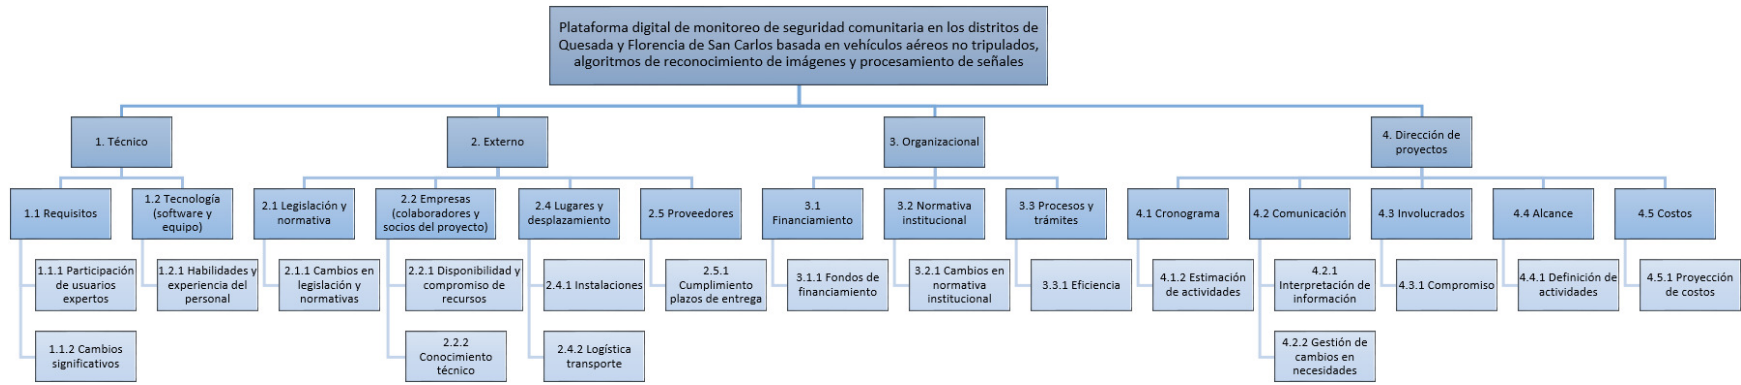 Plataforma digital de monitoreo de seguridad comunitaria en los distritos de
Quesada y Florencia de San Carlos basada en vehículos aéreos no tripulados,
algoritmos de reconocimiento de imágenes y procesamiento de señales
1. Técnico
2. Externo
3. Organizacional
4. Dirección de
proyectos
1.1 Requisitos
1.2 Tecnología
(software y
equipo)
2.1 Legislación y
normativa
2.2 Empresas
(colaboradores y
socios del proyecto)
2.4 Lugares y
desplazamiento
2.5 Proveedores
3.1
Financiamiento
3.2 Normativa
institucional
3.3 Procesos y
trámites
4.1 Cronograma
4.2 Comunicación
4.3 Involucrados
4.4 Alcance
4.5 Costos
1.1.1 Participación
de usuarios
expertos
1.2.1 Habilidades y
experiencia del
personal
2.1.1 Cambios en
legislación y
normativas
2.2.1 Disponibilidad y
compromiso de
recursos
2.4.1 Instalaciones
2.5.1
Cumplimiento
plazos de entrega
3.1.1 Fondos de
financiamiento
3.2.1 Cambios en
normativa
institucional
3.3.1 Eficiencia
4.1.2 Estimación
de actividades
4.2.1
Interpretación de
información
4.3.1 Compromiso
4.4.1 Definición de
actividades
4.5.1 Proyección
de costos
1.1.2 Cambios
significativos
2.2.2
Conocimiento
técnico
2.4.2 Logística
transporte
4.2.2 Gestión de
cambios en
necesidades